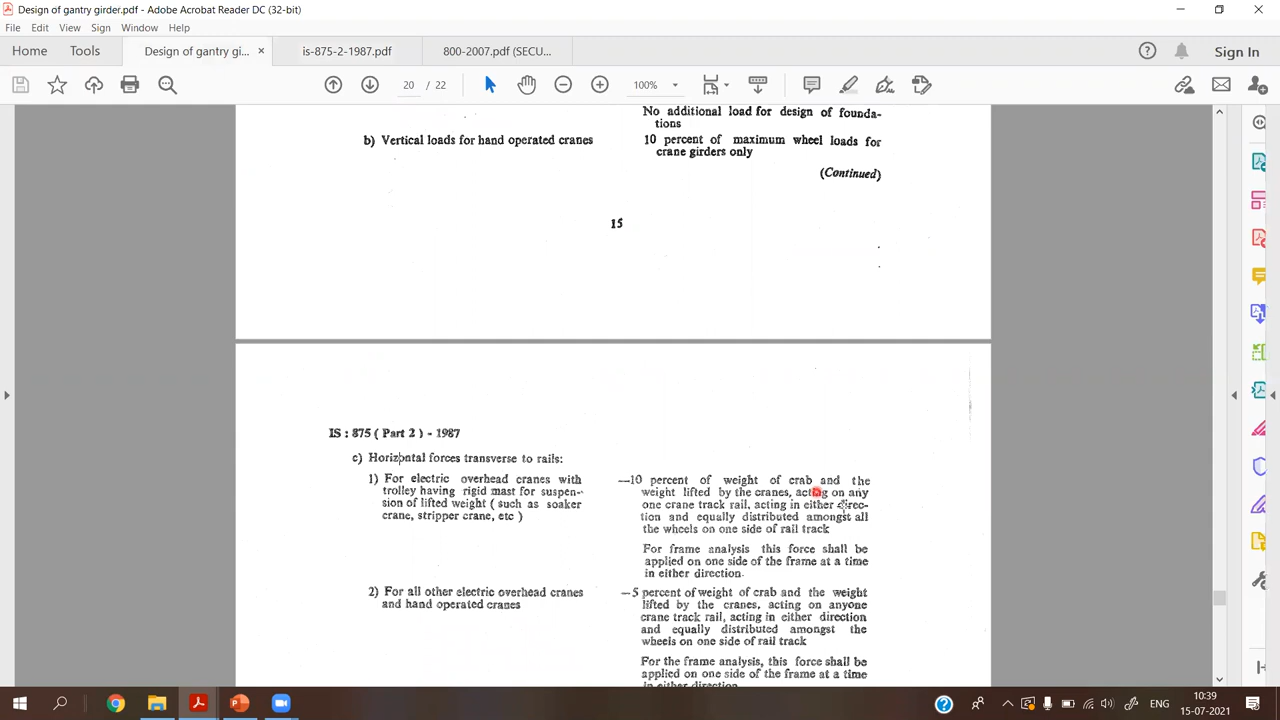 Design of gantry girder.pdf - Adobe Acrobat Reader DC (32-bit)
File Edit View Sign Window Help
Home Tools Design of gantry gi... × is-875-2-1987.pdf 800-2007.pdf (SECU... Sign In
20 / 22 100%
No additional load for design of founda-
tions
b) Vertical loads for hand operated cranes 10 percent of maximum wheel loads for
crane girders only
(Continued)
15
IS : 875 ( Part 2 ) - 1987
c) Horizontal forces transverse to rails:
1) For electric overhead cranes with
trolley having rigid mast for suspen-
sion of lifted weight ( such as soaker
crane, stripper crane, etc )
—10 percent of weight of crab and the
weight lifted by the cranes, acting on any
one crane track rail, acting in either direc-
tion and equally distributed amongst all
the wheels on one side of rail track
For frame analysis this force shall be
applied on one side of the frame at a time
in either direction.
2) For all other electric overhead cranes
and hand operated cranes
—5 percent of weight of crab and the weight
lifted by the cranes, acting on anyone
crane track rail, acting in either direction
and equally distributed amongst the
wheels on one side of rail track
For the frame analysis, this force shall be
applied on one side of the frame at a time
in either direction
ENG 10:39
15-07-2021